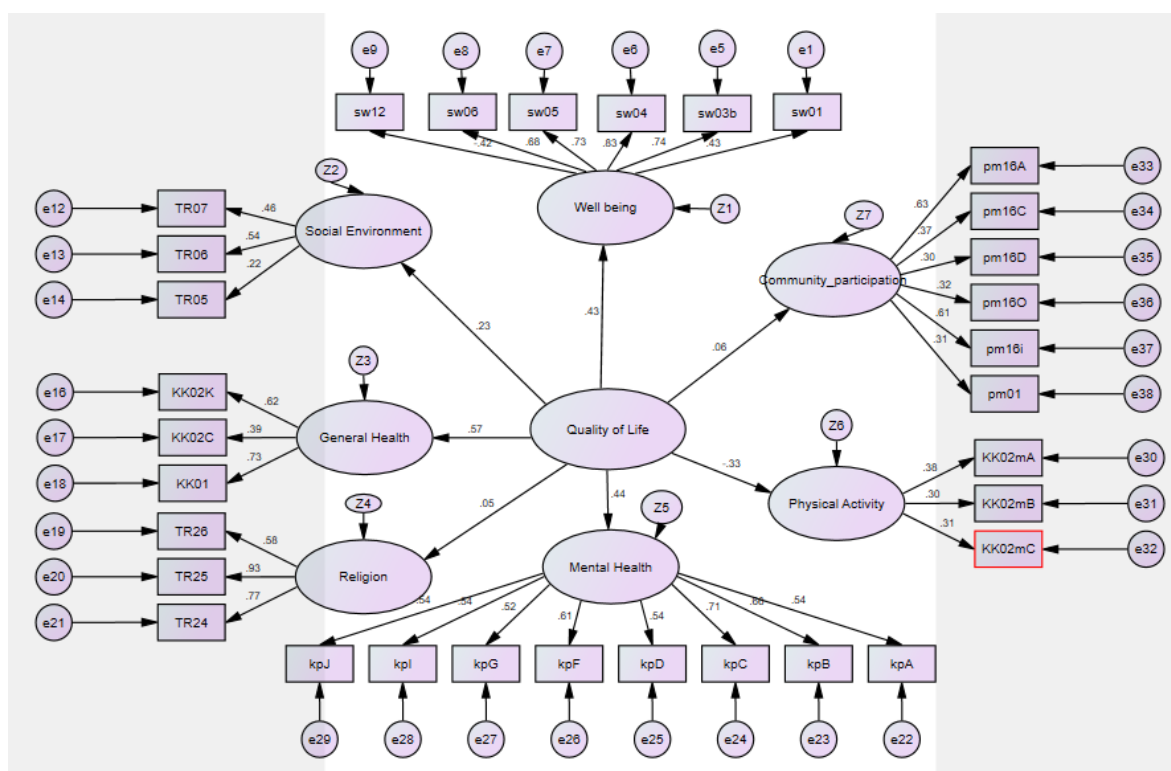 e9 e8 e7 e6 e5 e1
sw12 sw06 sw05 sw04 sw03b sw01
-.42 .68 .73 .83 .74 .43
Well being
Z1
Z2
Social Environment
e12 TR07 .46
e13 TR06 .54
e14 TR05 .22
Z7
Community_participation
.63 pm16A e33
.37 pm16C e34
.30 pm16D e35
.32 pm16O e36
.61 pm16i e37
.31 pm01 e38
.23
.43
.06
Quality of Life
.57
-.33
.05
.44
Z3
General Health
e16 KK02K .62
e17 KK02C .39
e18 KK01 .73
Z6
Physical Activity
.38 KK02mA e30
.30 KK02mB e31
.31 KK02mC e32
Z4
Religion
e19 TR26 .58
e20 TR25 .93
e21 TR24 .77
Z5
Mental Health
.54 .54 .52 .61 .54 .71 .66 .54
kpJ kpI kpG kpF kpD kpC kpB kpA
e29 e28 e27 e26 e25 e24 e23 e22